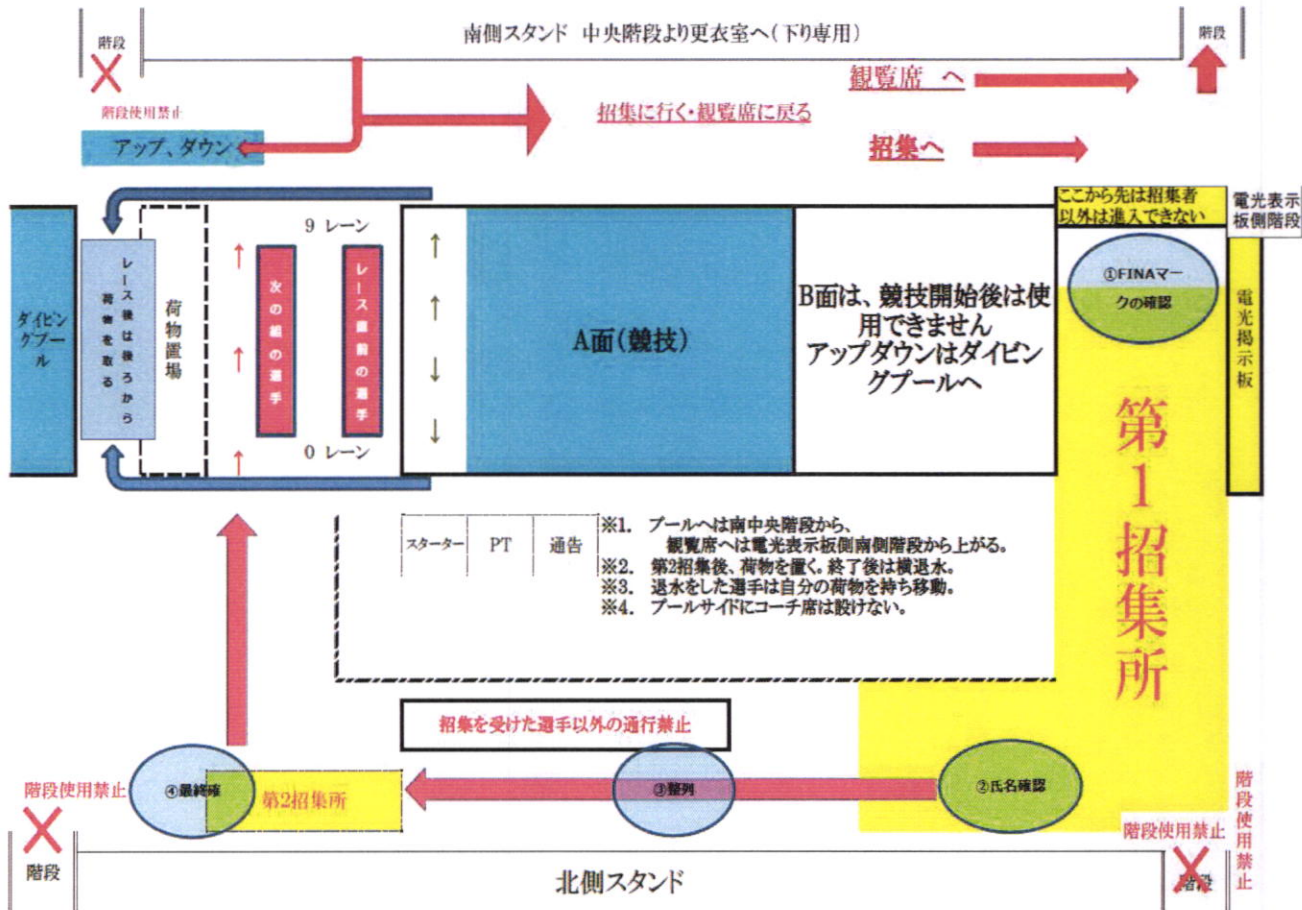 階段
南側スタンド 中央階段より更衣室へ(下り専用)
階段
階段使用禁止
観覧席 へ
招集に行く・観覧席に戻る
アップ、ダウン
招集へ
ここから先は招集者
以外は進入できない
電光表示
板側階段
ダイビン
グプー
ル
レース後は後ろから
荷物を取る
荷物置場
9 レーン
次の組の選手
レース直前の選手
0 レーン
A面(競技)
B面は、競技開始後は使
用できません
アップダウンはダイビン
グプールへ
①FINAマー
クの確認
電光掲示板
第1招集所
スターター
PT
通告
※1. プールへは南中央階段から、
観覧席へは電光表示板側南側階段から上がる。
※2. 第2招集後、荷物を置く。終了後は横退水。
※3. 退水をした選手は自分の荷物を持ち移動。
※4. プールサイドにコーチ席は設けない。
招集を受けた選手以外の通行禁止
階段使用禁止
④最終確
第2招集所
③整列
②氏名確認
階段使用禁止
階段使用禁止
階段
北側スタンド
階段